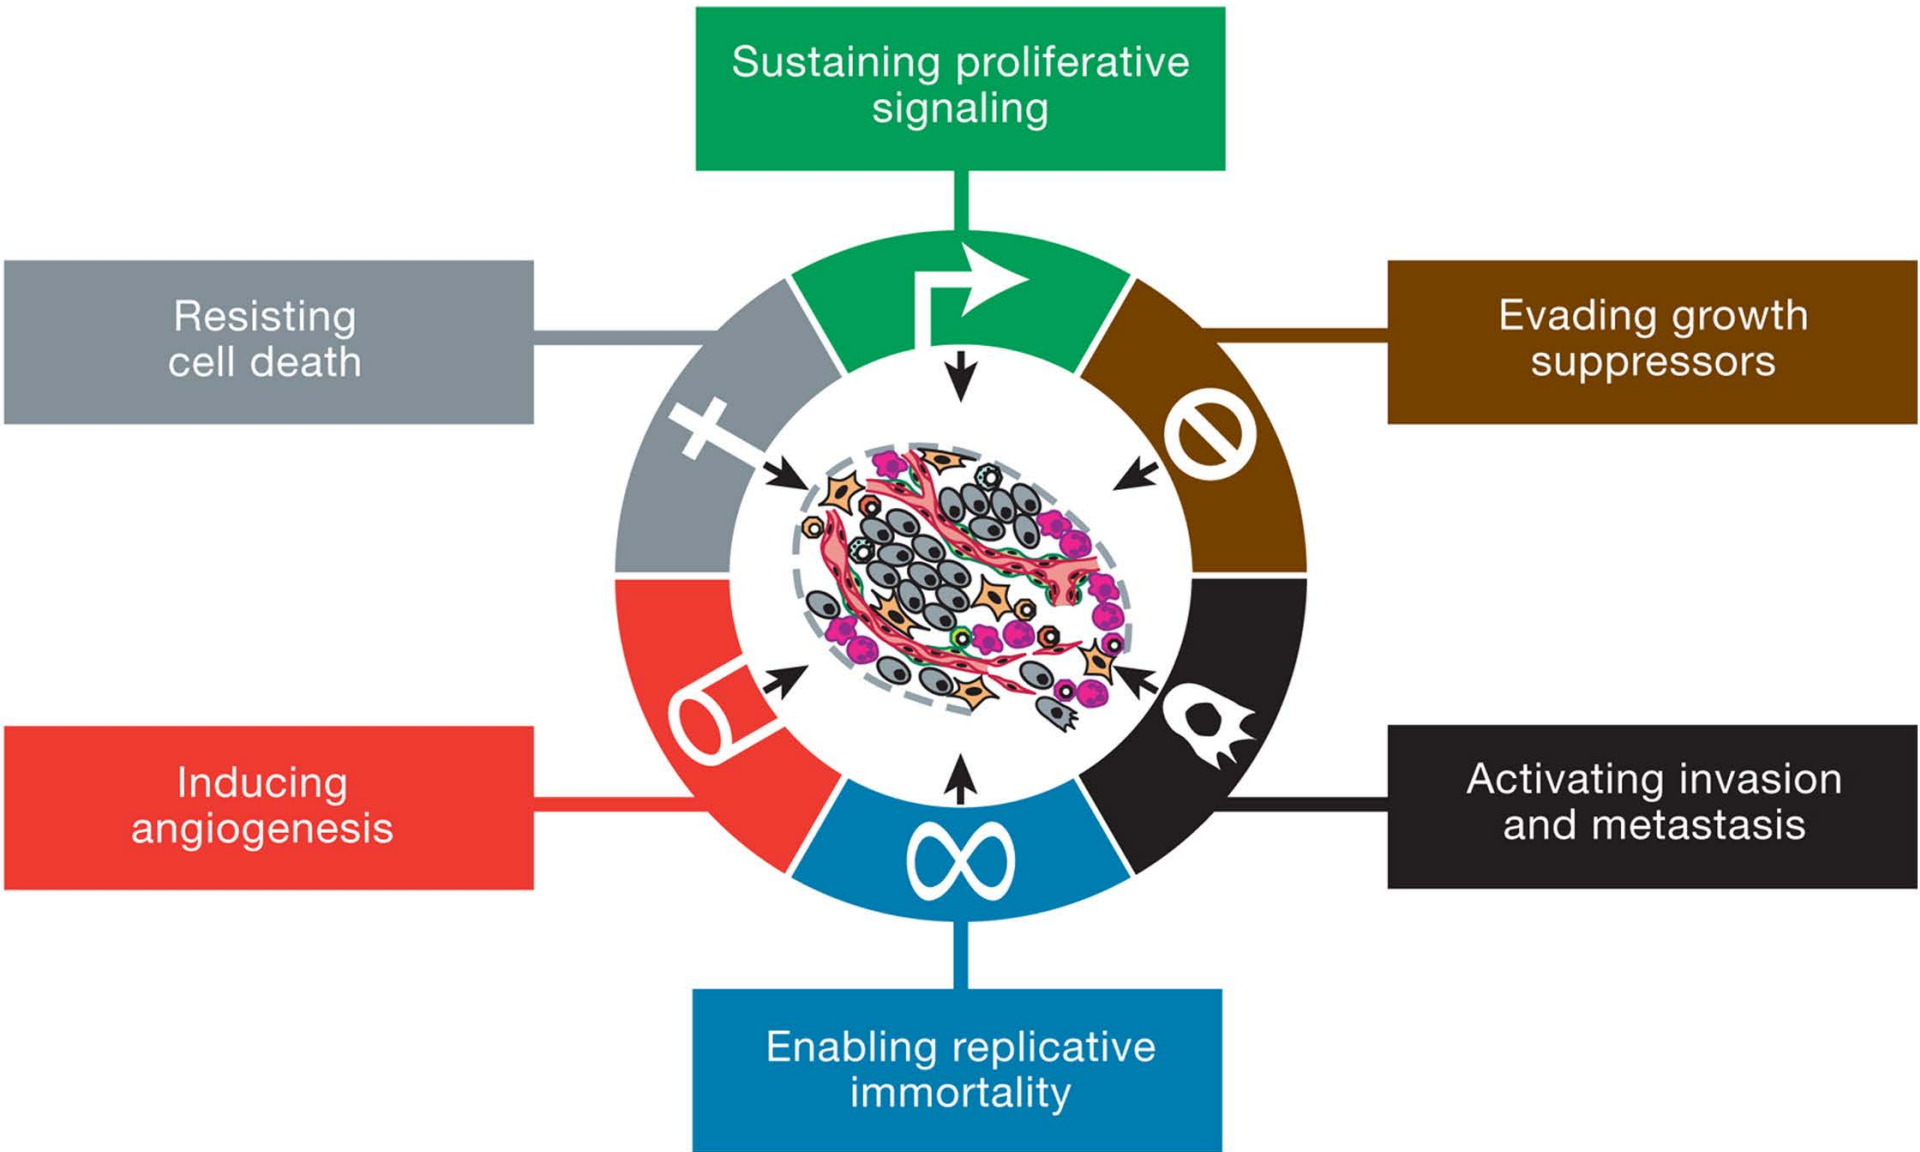 Sustaining proliferative
signaling
Resisting
cell death
Evading growth
suppressors
Inducing
angiogenesis
Activating invasion
and metastasis
Enabling replicative
immortality